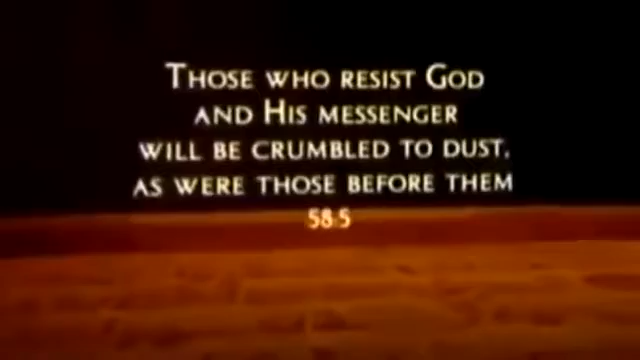 Those who resist God
and His messenger
will be crumbled to dust,
as were those before them
58:5